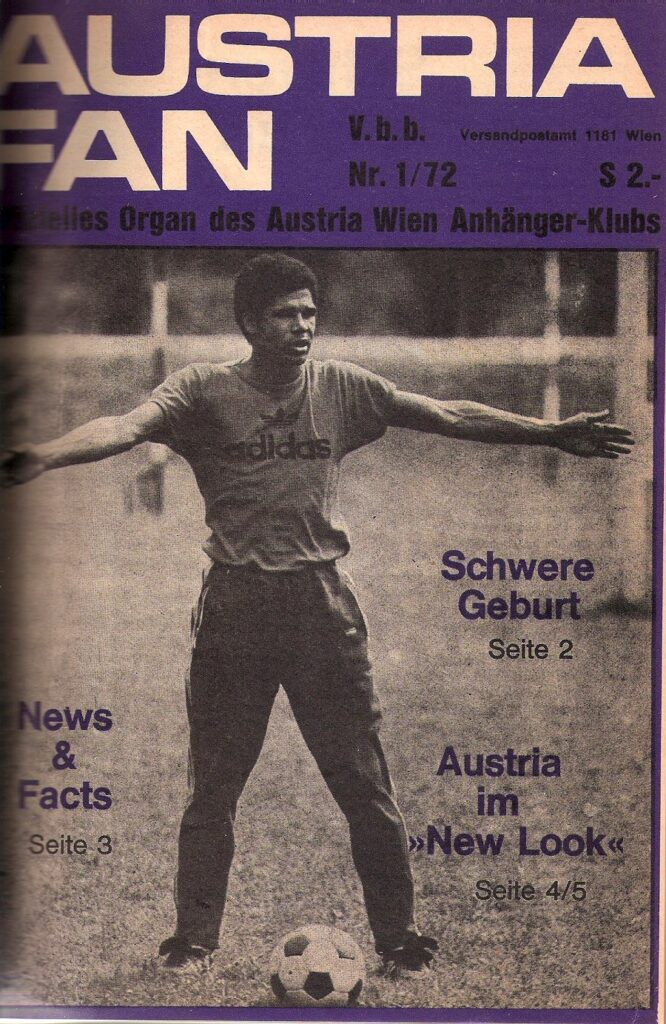 AUSTRIA
FAN
V.b.b. Versandpostamt 1181 Wien
Nr. 1/72 S 2.-
Organ des Austria Wien Anhänger-Klubs
adidas
Schwere
Geburt
Seite 2
News
&
Facts
Seite 3
Austria
im
»New Look«
Seite 4/5